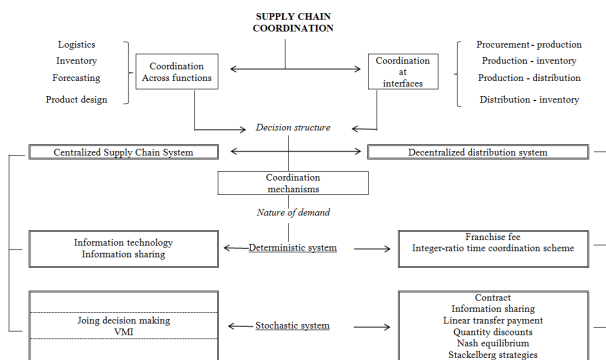 SUPPLY CHAIN
COORDINATION
Logistics
Inventory
Forecasting
Product design
Coordination
Across functions
Coordination
at
interfaces
Procurement - production
Production - inventory
Production - distribution
Distribution - inventory
Decision structure
Centralized Supply Chain System
Decentralized distribution system
Coordination
mechanisms
Nature of demand
Information technology
Information sharing
Deterministic system
Franchise fee
Integer-ratio time coordination scheme
Joing decision making
VMI
Stochastic system
Contract
Information sharing
Linear transfer payment
Quantity discounts
Nash equilibrium
Stackelberg strategies